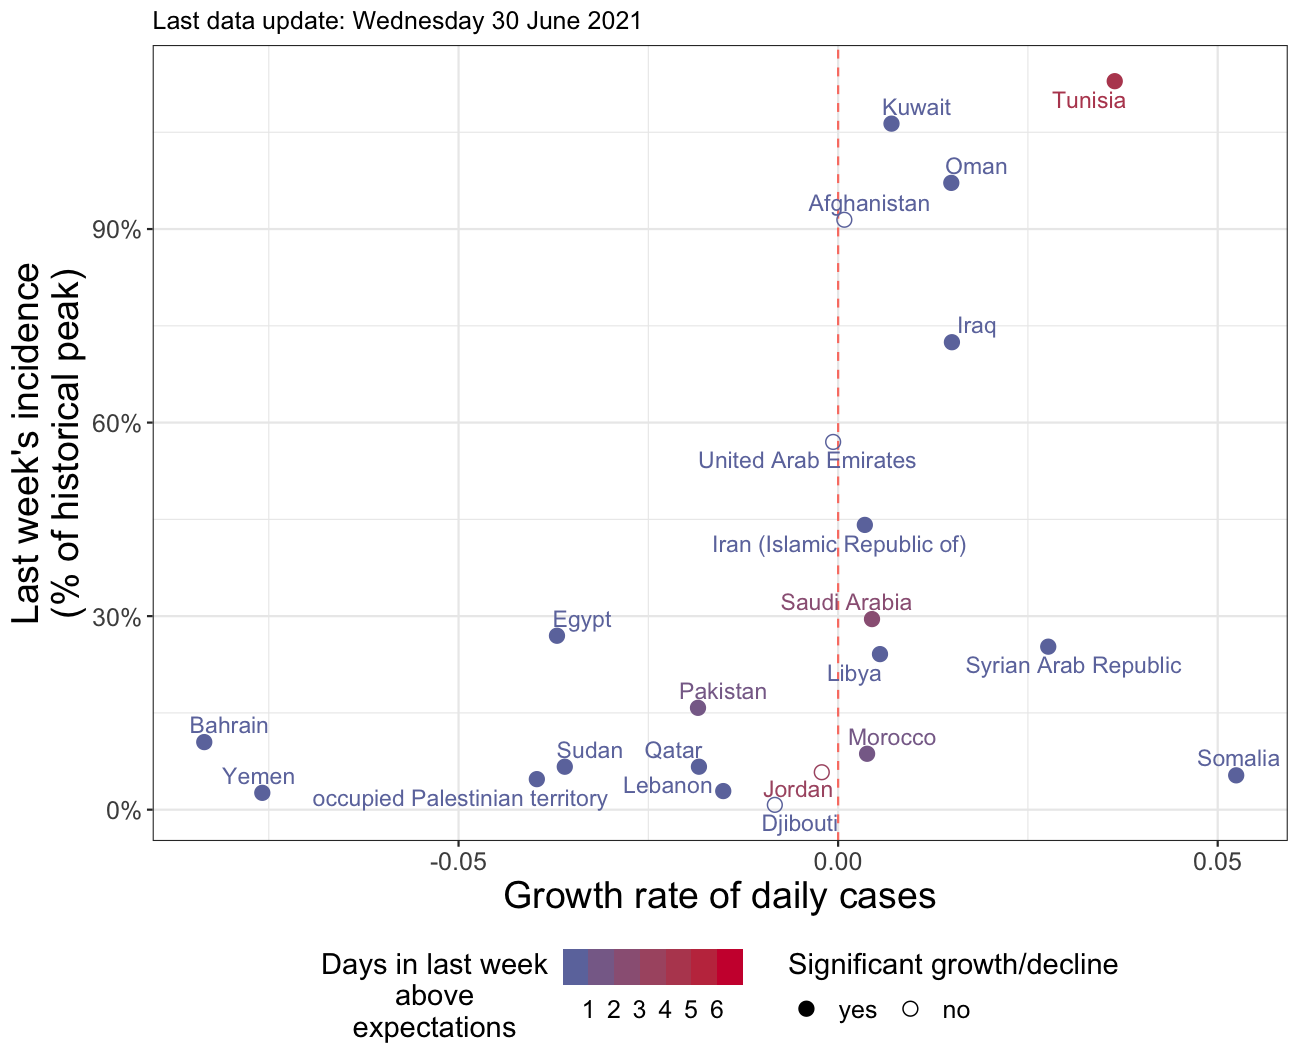 Last data update: Wednesday 30 June 2021
Last week's incidence
(% of historical peak)
90%
60%
30%
0%
Tunisia
Kuwait
Oman
Afghanistan
Iraq
United Arab Emirates
Iran (Islamic Republic of)
Saudi Arabia
Egypt
Syrian Arab Republic
Libya
Pakistan
Bahrain
Morocco
Sudan
Qatar
Somalia
Yemen
Lebanon
Jordan
occupied Palestinian territory
Djibouti
-0.05
0.00
0.05
Growth rate of daily cases
Days in last week
above
expectations
1 2 3 4 5 6
Significant growth/decline
yes
no